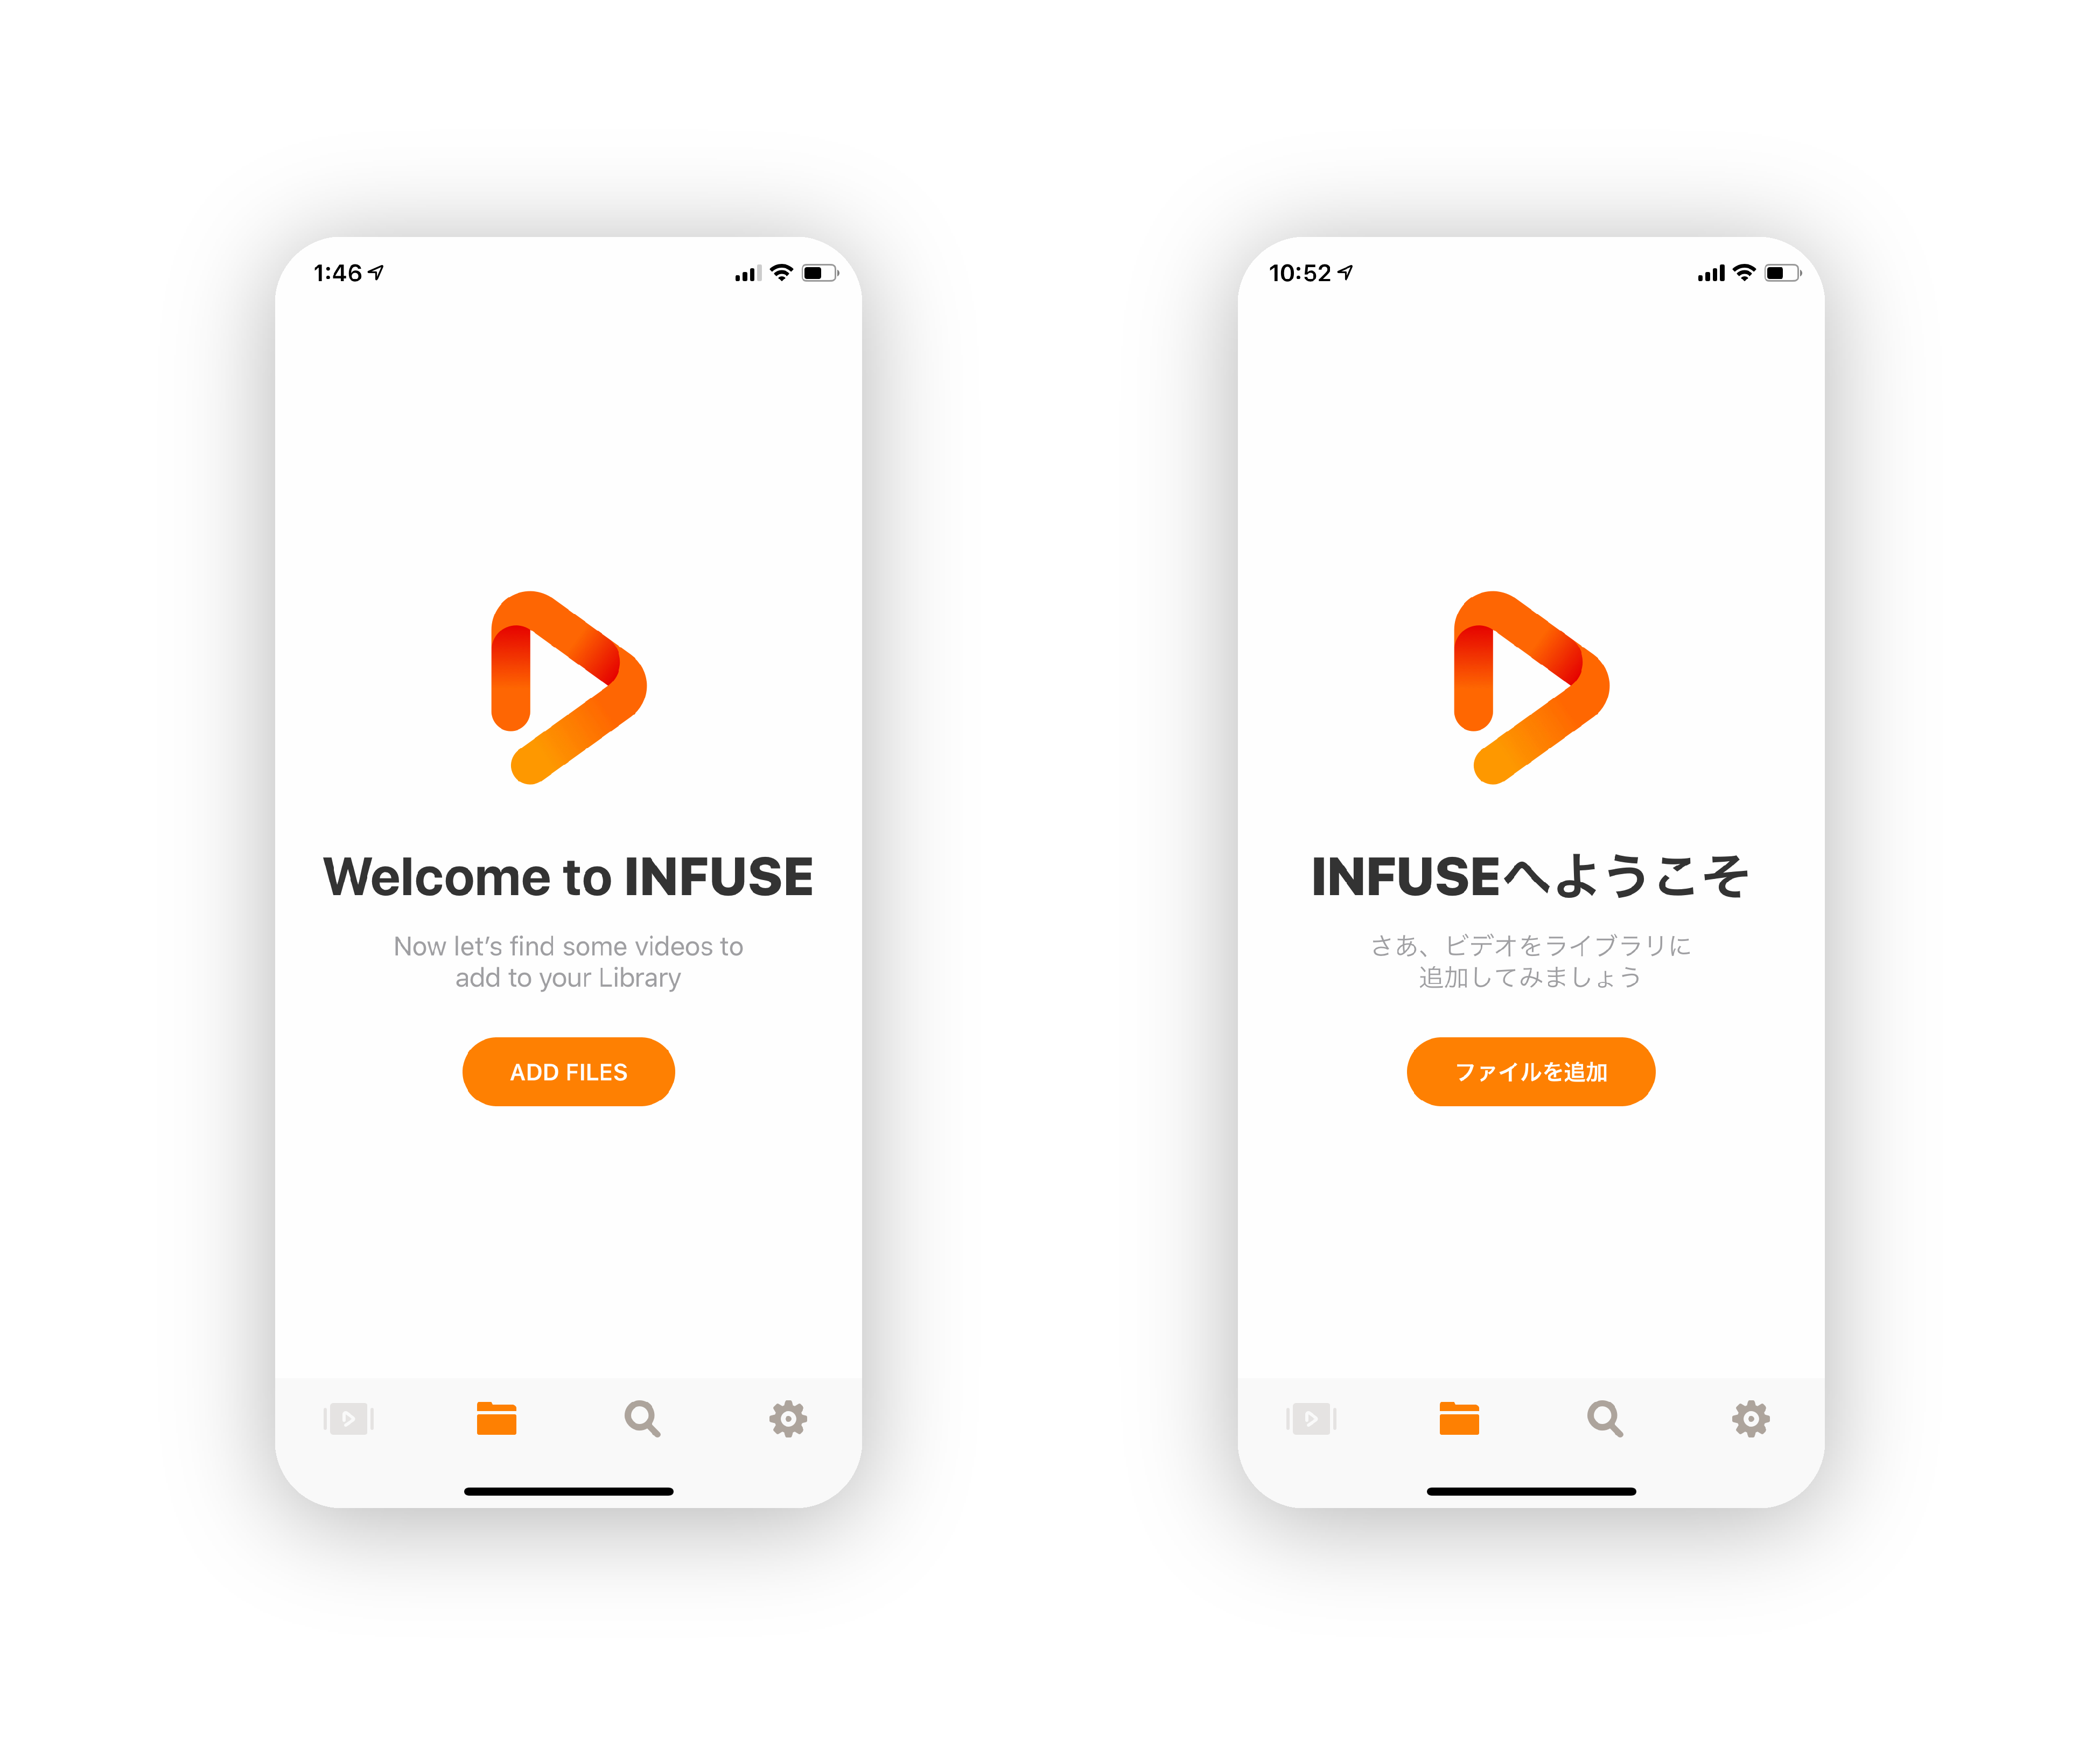 1:46
Welcome to INFUSE
Now let’s find some videos to
add to your Library
ADD FILES
10:52
INFUSEへようこそ
さあ、ビデオをライブラリに
追加してみましょう
ファイルを追加